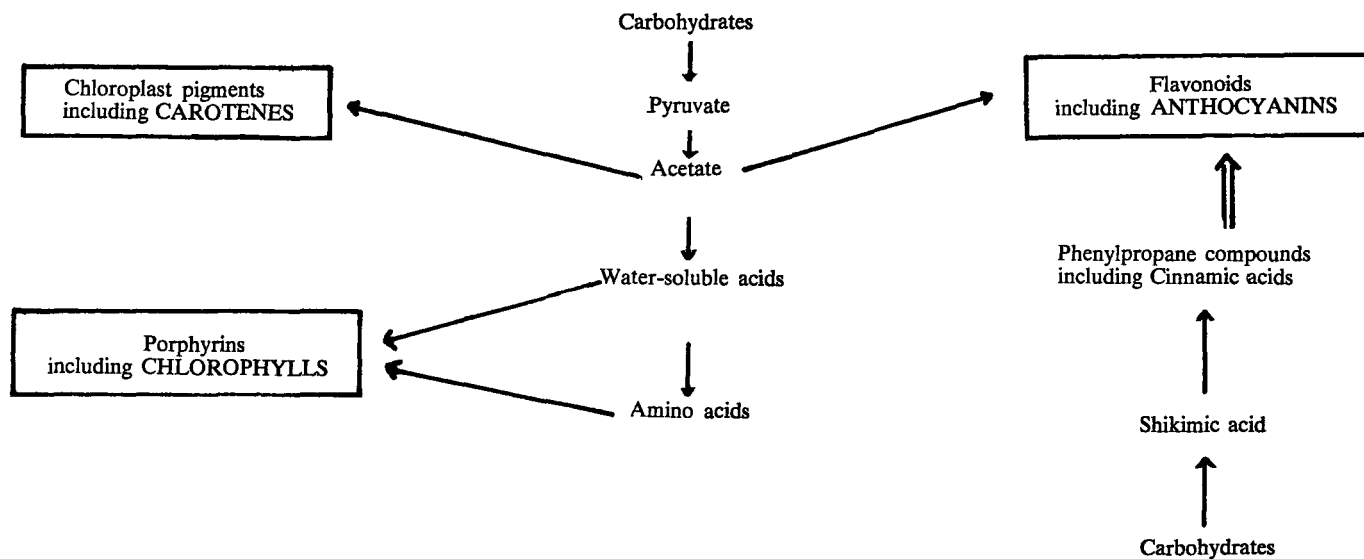 Carbohydrates
Chloroplast pigments
including CAROTENES
Pyruvate
Flavonoids
including ANTHOCYANINS
Acetate
Phenylpropane compounds
including Cinnamic acids
Water-soluble acids
Porphyrins
including CHLOROPHYLLS
Amino acids
Shikimic acid
Carbohydrates